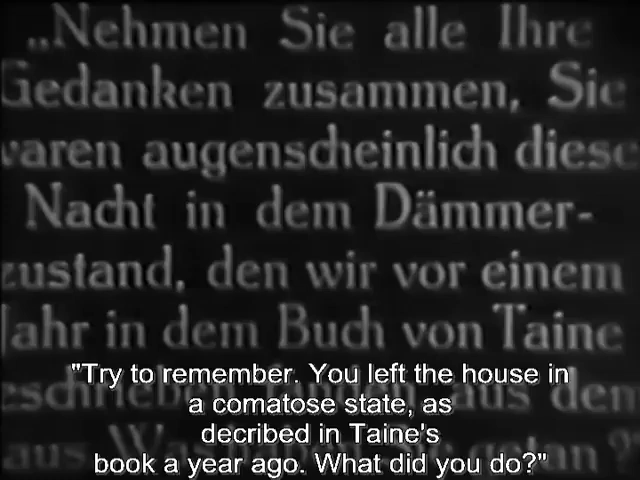 „Nehmen Sie alle Ihre
Gedanken zusammen, Sie
waren augenscheinlich diese
Nacht in dem Dämmer-
zustand, den wir vor einem
Jahr in dem Buch von Taine
aus
aus getan?"
"Try to remember. You left the house in
a comatose state, as
decribed in Taine's
book a year ago. What did you do?"